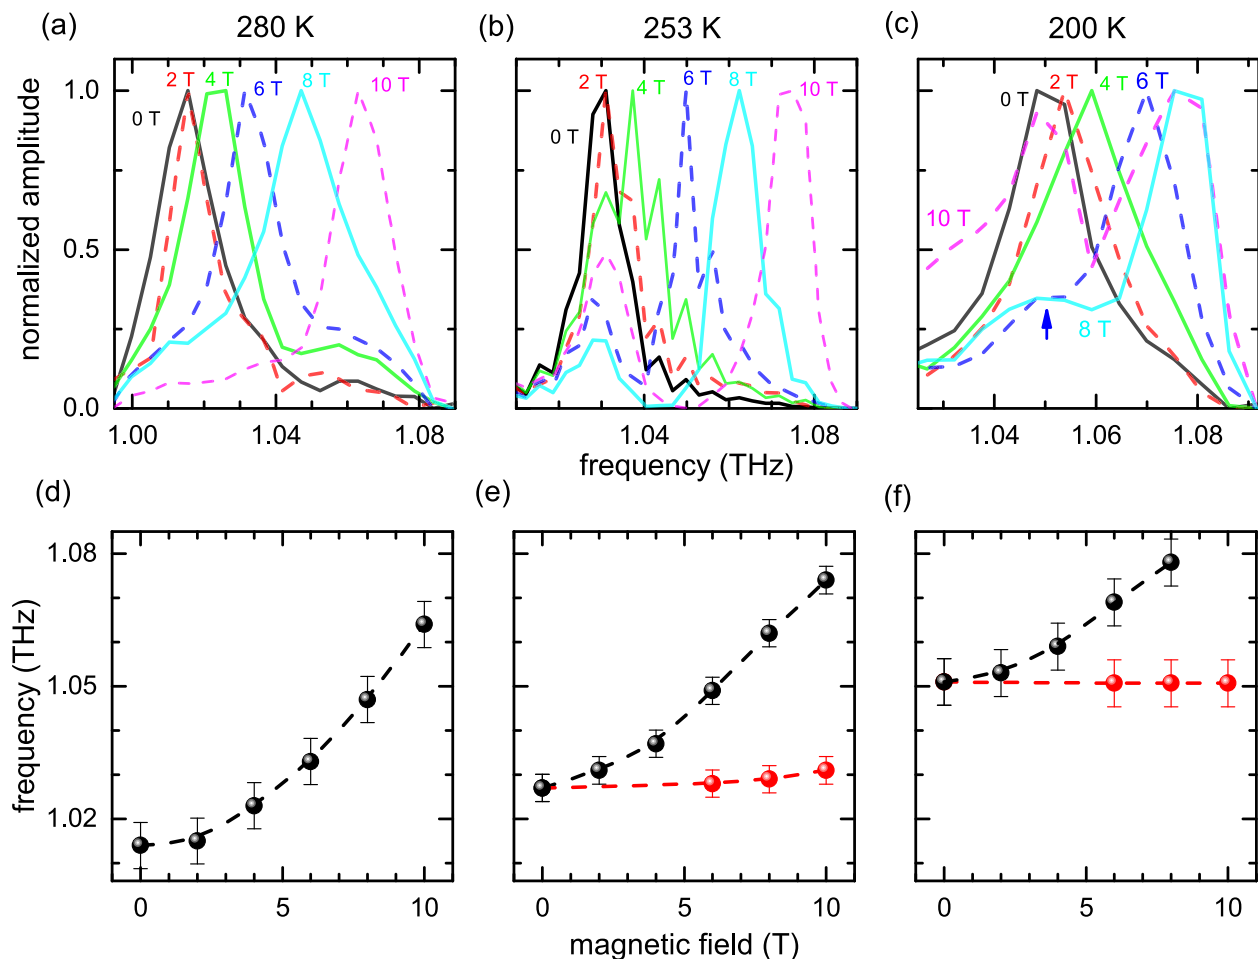 (a) 280 K (b) 253 K (c) 200 K
normalized amplitude
1.0
0.5
0.0
0 T 2 T 4 T 6 T 8 T 10 T
0 T 2 T 4 T 6 T 8 T 10 T
0 T 2 T 4 T 6 T 10 T 8 T
1.00 1.04 1.08 1.04 1.08 1.04 1.06 1.08
frequency (THz)
(d) (e) (f)
frequency (THz)
1.08
1.05
1.02
0 5 10 0 5 10 0 5 10
magnetic field (T)